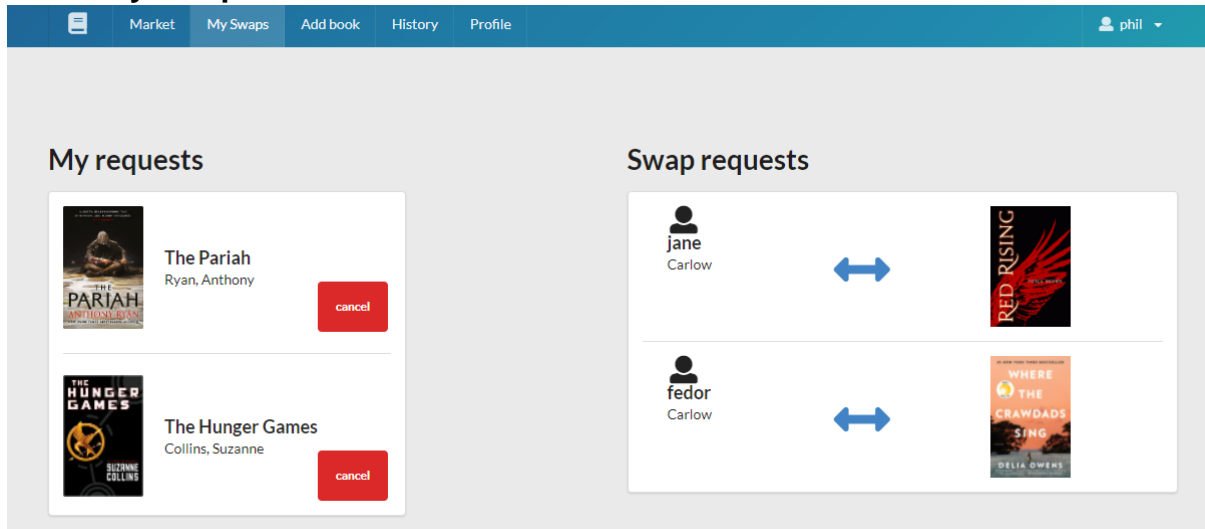 Market My Swaps Add book History Profile phil
My requests
THE
PARIAH
ANTHONY RYAN
The Pariah
Ryan, Anthony
cancel
THE
HUNGER
GAMES
SUZANNE
COLLINS
The Hunger Games
Collins, Suzanne
cancel
Swap requests
jane
Carlow
RED RISING
fedor
Carlow
WHERE
THE
CRAWDADS
SING
DELIA OWENS